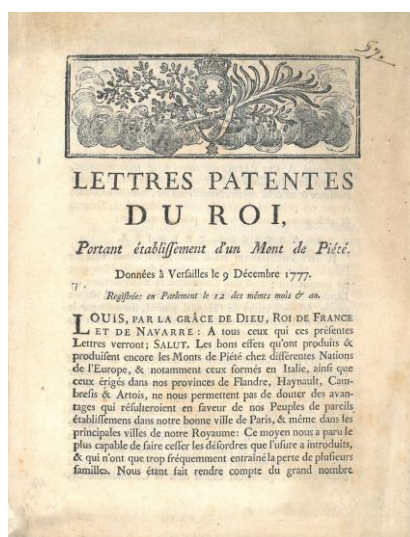 57.
LETTRES PATENTES
DU ROI,
Portant établiſſement d'un Mont de Piété.
Données à Verſailles le 9 Décembre 1777.
Regiſtrées en Parlement le 12 des mêmes mois & an.
LOUIS, PAR LA GRÂCE DE DIEU, ROI DE FRANCE
ET DE NAVARRE : A tous ceux qui ces préſentes
Lettres verront; SALUT. Les bons effets qu'ont produits &
produiſent encore les Monts de Piété chez différentes Nations
de l'Europe, & notamment ceux formés en Italie, ainſi que
ceux érigés dans nos provinces de Flandre, Haynault, Cam-
breſis & Artois, ne nous permettent pas de douter des avan-
tages qui réſulteroient en faveur de nos Peuples de pareils
établiſſemens dans notre bonne ville de Paris, & même dans les
principales villes de notre Royaume: Ce moyen nous a paru le
plus capable de faire ceſſer les déſordres que l'uſure a introduits,
& qui n'ont que trop fréquemment entraîné la perte de pluſieurs
familles. Nous étant fait rendre compte du grand nombre